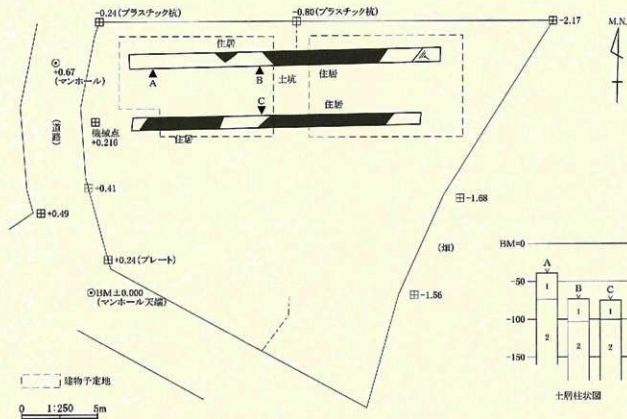 -0.24(プラスチック杭)
-0.80(プラスチック杭)
-2.17
M.N.
+0.67
(マンホール)
住居
A
B
土坑
住居
C
住居
住居
(道路)
機械点
+0.216
-0.41
+0.49
-1.68
(畑)
+0.24(プレート)
BM±0.000
(マンホール天端)
-1.56
BM=0
-50
-100
-150
A
1
2
B
1
2
C
1
2
土層柱状図
建物予定地
0 1:250 5m